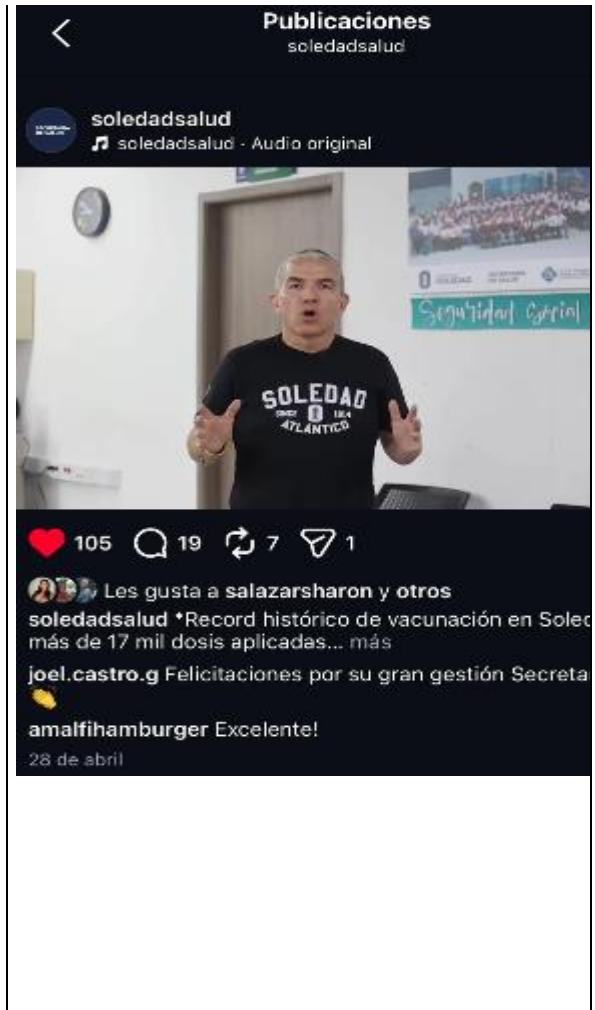 Publicaciones
soledadsalud
soledadsalud
soledadsalud - Audio original
SOLEDAD
Seguridad Social
SOLEDAD
ATLÁNTICO
105 19 7 1
Les gusta a salazarsharon y otros
soledadsalud *Record histórico de vacunación en Soled
más de 17 mil dosis aplicadas... más
joel.castro.g Felicitaciones por su gran gestión Secreta
amalfihamburger Excelente!
28 de abril